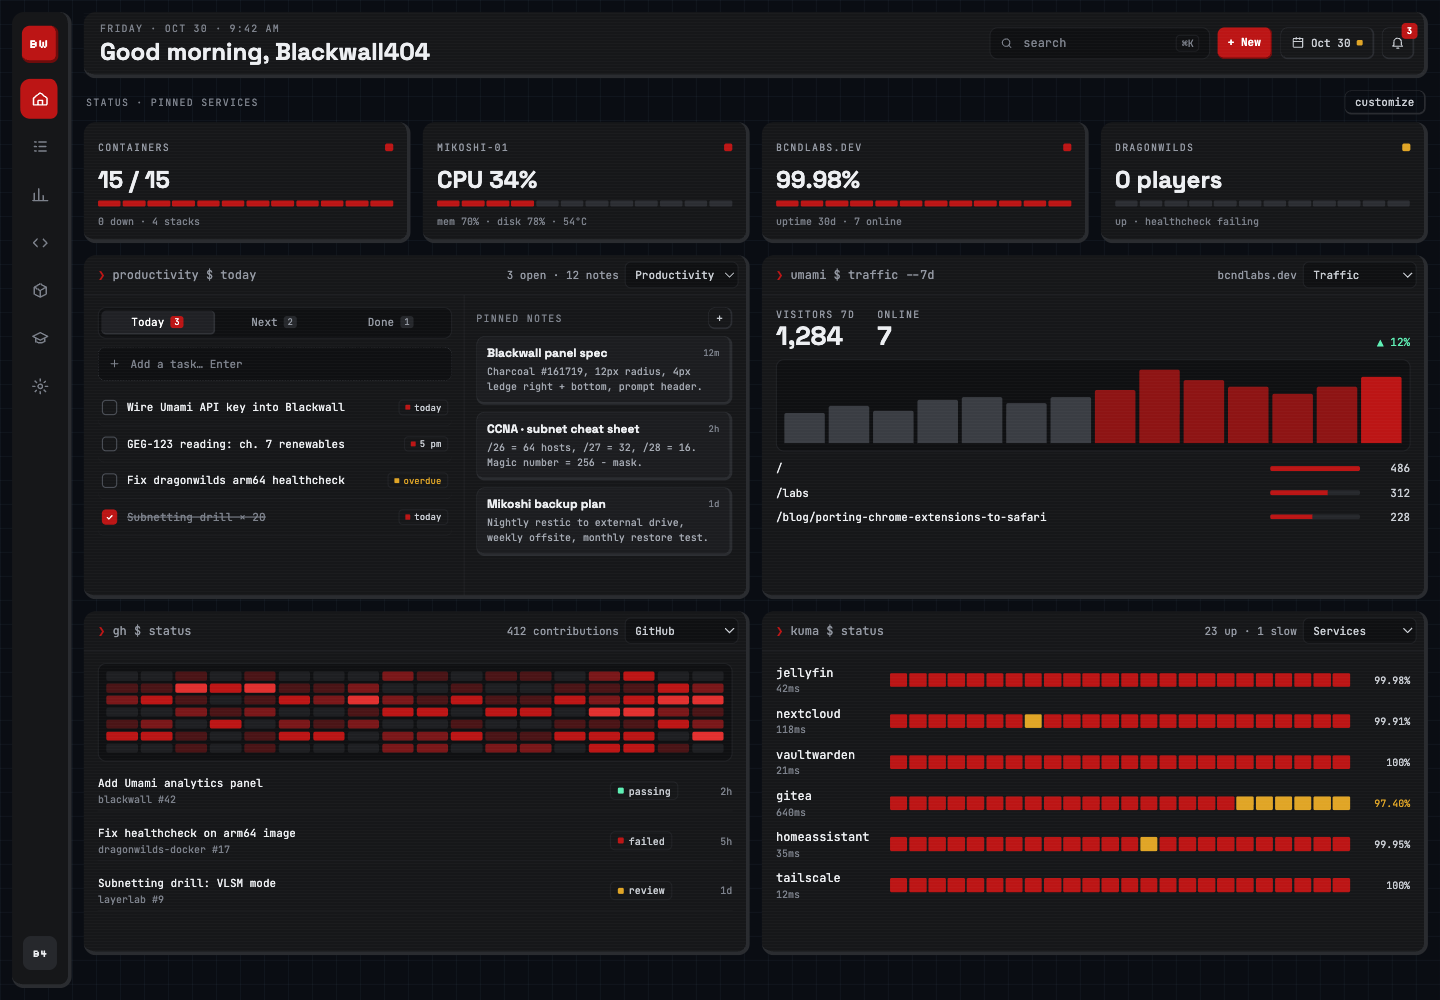 BW
FRIDAY · OCT 30 · 9:42 AM
Good morning, Blackwall404
search ⌘K
+ New
Oct 30
3
STATUS · PINNED SERVICES
customize
CONTAINERS
15 / 15
0 down · 4 stacks
MIKOSHI-01
CPU 34%
mem 70% · disk 78% · 54°C
BCNDLABS.DEV
99.98%
uptime 30d · 7 online
DRAGONWILDS
0 players
up · healthcheck failing
❯ productivity $ today
3 open · 12 notes
Productivity
Today 3
Next 2
Done 1
+ Add a task… Enter
Wire Umami API key into Blackwall
today
GEG-123 reading: ch. 7 renewables
5 pm
Fix dragonwilds arm64 healthcheck
overdue
Subnetting drill × 20
today
PINNED NOTES
+
Blackwall panel spec
12m
Charcoal #161719, 12px radius, 4px
ledge right + bottom, prompt header.
CCNA · subnet cheat sheet
2h
/26 = 64 hosts, /27 = 32, /28 = 16.
Magic number = 256 - mask.
Mikoshi backup plan
1d
Nightly restic to external drive,
weekly offsite, monthly restore test.
❯ umami $ traffic --7d
bcndlabs.dev
Traffic
VISITORS 7D
1,284
ONLINE
7
▲ 12%
/ 486
/labs 312
/blog/porting-chrome-extensions-to-safari 228
❯ gh $ status
412 contributions
GitHub
Add Umami analytics panel
blackwall #42
passing
2h
Fix healthcheck on arm64 image
dragonwilds-docker #17
failed
5h
Subnetting drill: VLSM mode
layerlab #9
review
1d
❯ kuma $ status
23 up · 1 slow
Services
jellyfin
42ms
99.98%
nextcloud
118ms
99.91%
vaultwarden
21ms
100%
gitea
640ms
97.40%
homeassistant
35ms
99.95%
tailscale
12ms
100%
B4